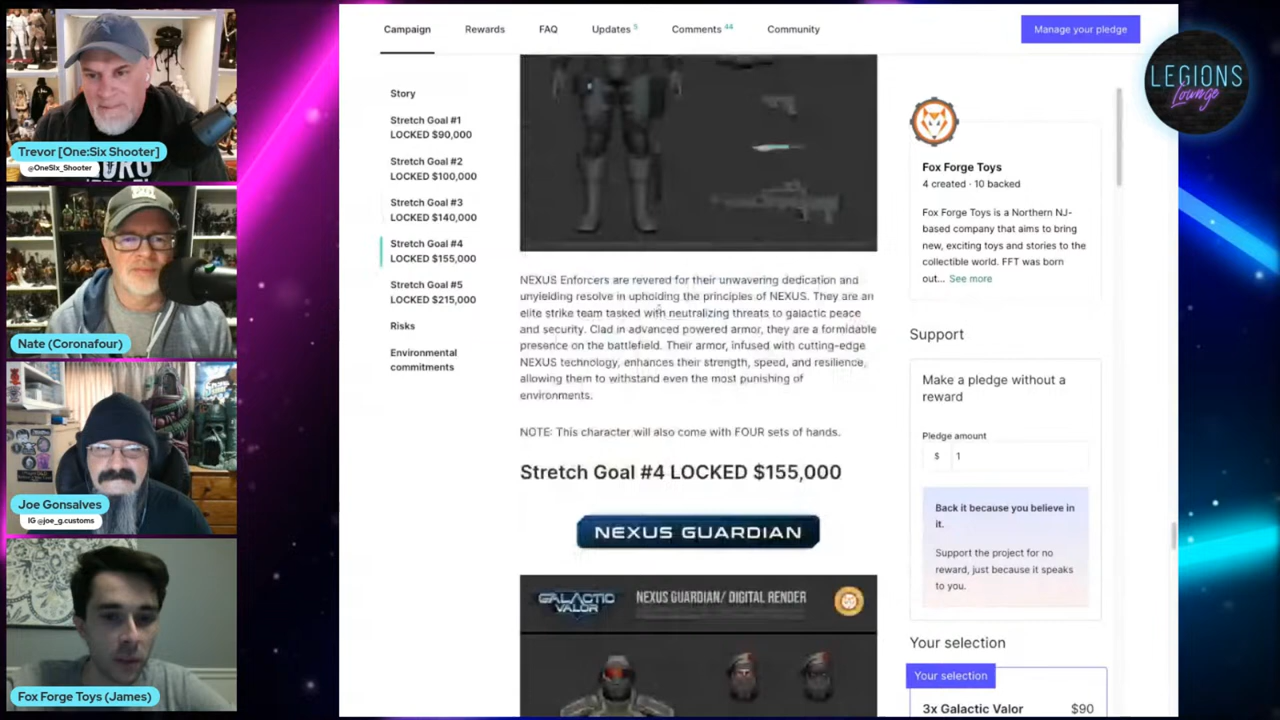 Trevor [One:Six Shooter]
@OneSix_Shooter
Nate (Coronafour)
Joe Gonsalves
IG @joe_g.customs
Fox Forge Toys (James)
Campaign
Rewards
FAQ
Updates 5
Comments 44
Community
Manage your pledge
LEGIONS
Lounge
Story
Stretch Goal #1
LOCKED $90,000
Stretch Goal #2
LOCKED $100,000
Stretch Goal #3
LOCKED $140,000
Stretch Goal #4
LOCKED $155,000
Stretch Goal #5
LOCKED $215,000
Risks
Environmental
commitments
NEXUS Enforcers are revered for their unwavering dedication and
unyielding resolve in upholding the principles of NEXUS. They are an
elite strike team tasked with neutralizing threats to galactic peace
and security. Clad in advanced powered armor, they are a formidable
presence on the battlefield. Their armor, infused with cutting-edge
NEXUS technology, enhances their strength, speed, and resilience,
allowing them to withstand even the most punishing of
environments.
NOTE: This character will also come with FOUR sets of hands.
Stretch Goal #4 LOCKED $155,000
NEXUS GUARDIAN
GALACTIC
VALOR
NEXUS GUARDIAN/ DIGITAL RENDER
Fox Forge Toys
4 created · 10 backed
Fox Forge Toys is a Northern NJ-
based company that aims to bring
new, exciting toys and stories to the
collectible world. FFT was born
out... See more
Support
Make a pledge without a
reward
Pledge amount
$ 1
Back it because you believe in
it.
Support the project for no
reward, just because it speaks
to you.
Your selection
Your selection
3x Galactic Valor $90